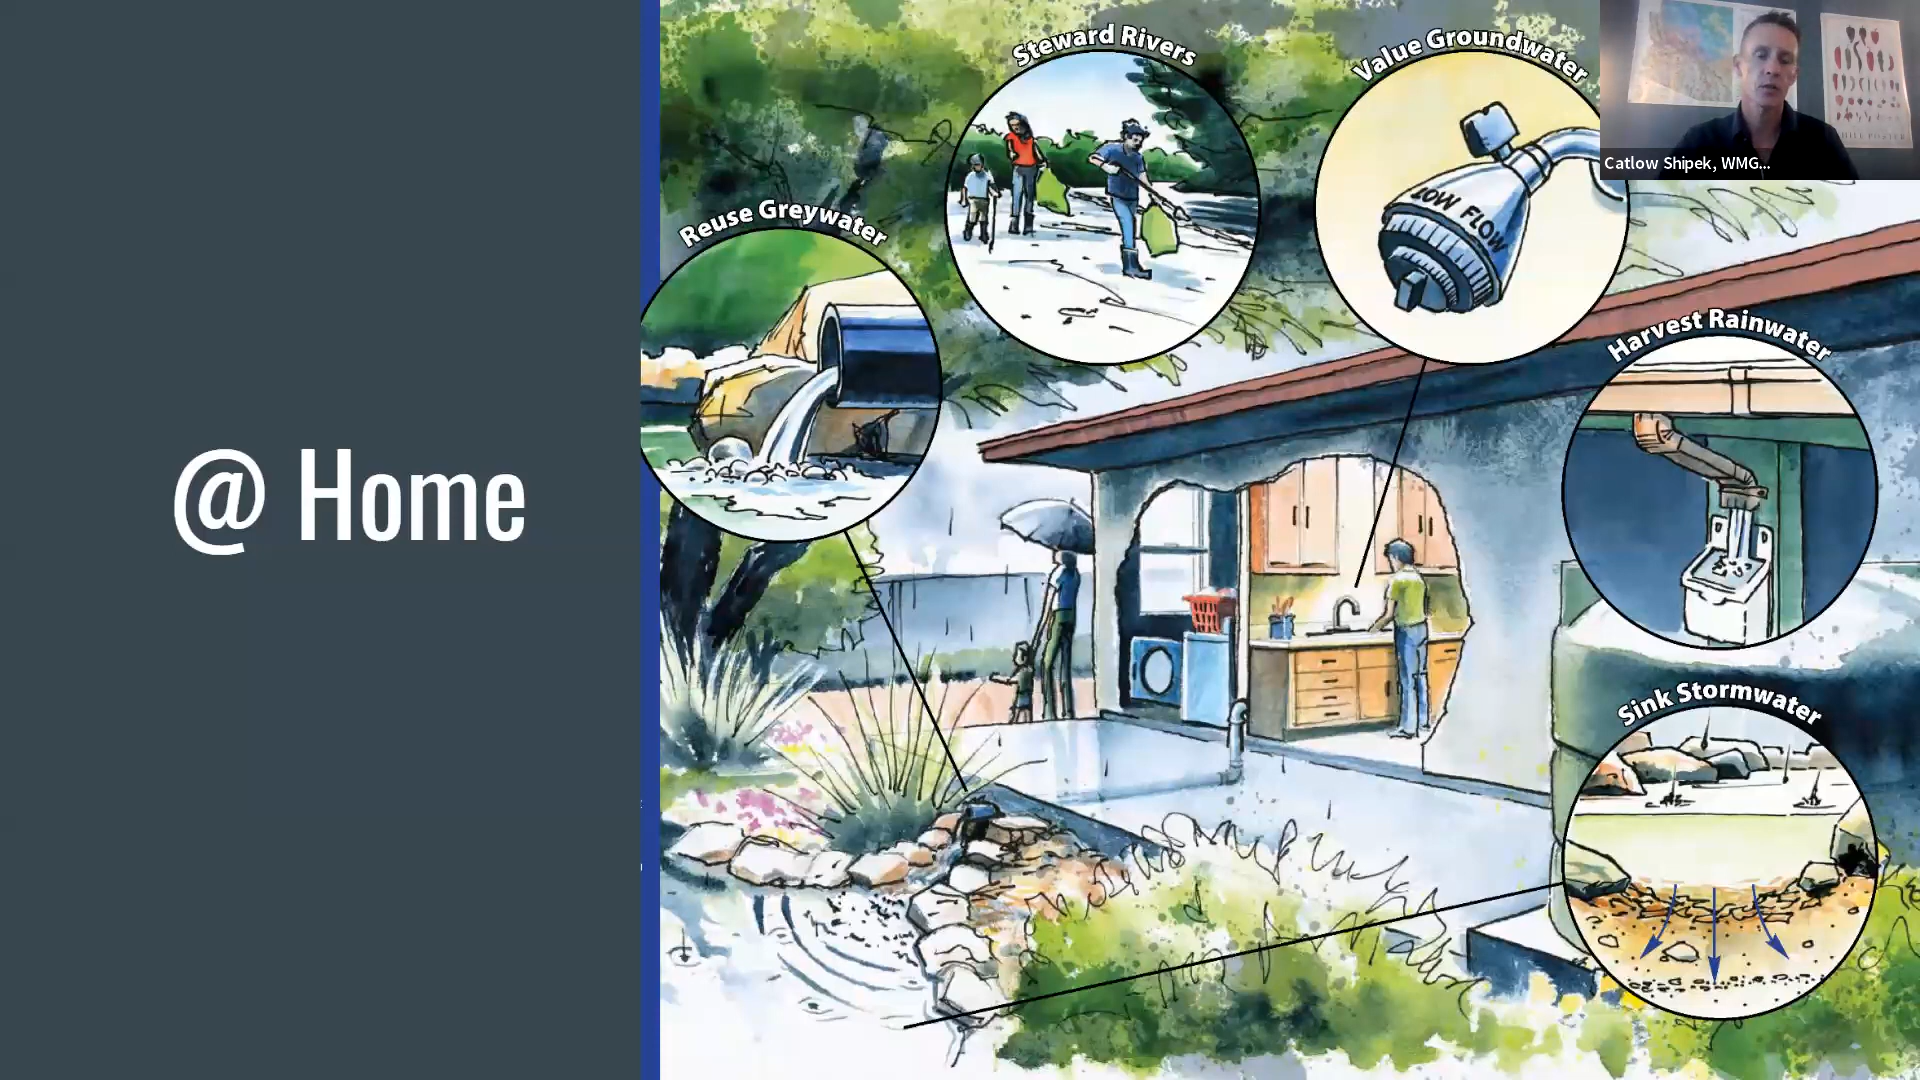 @ Home
Steward Rivers
Value Groundwater
LOW FLOW
Reuse Greywater
Harvest Rainwater
Sink Stormwater
Catlow Shipek, WMG...